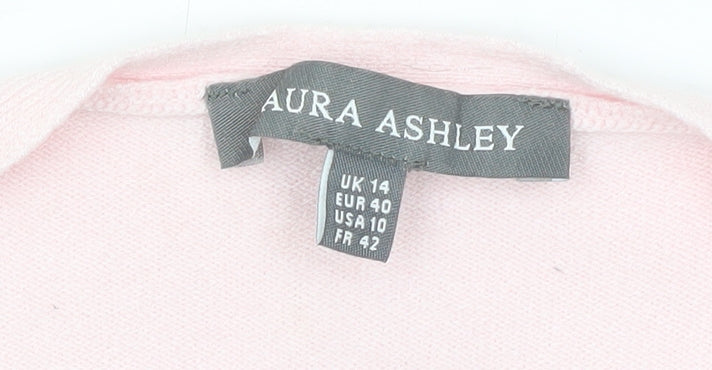 AURA ASHLEY
UK 14
EUR 40
USA 10
FR 42